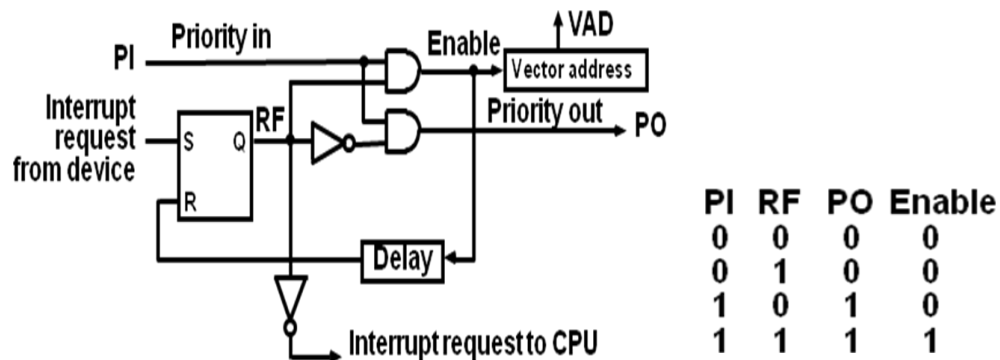 PI
Priority in
Enable
VAD
Vector address
Interrupt
request
from device
RF
S
Q
R
Priority out
PO
Delay
Interrupt request to CPU
PI RF PO Enable
0 0 0 0
0 1 0 0
1 0 1 0
1 1 1 1